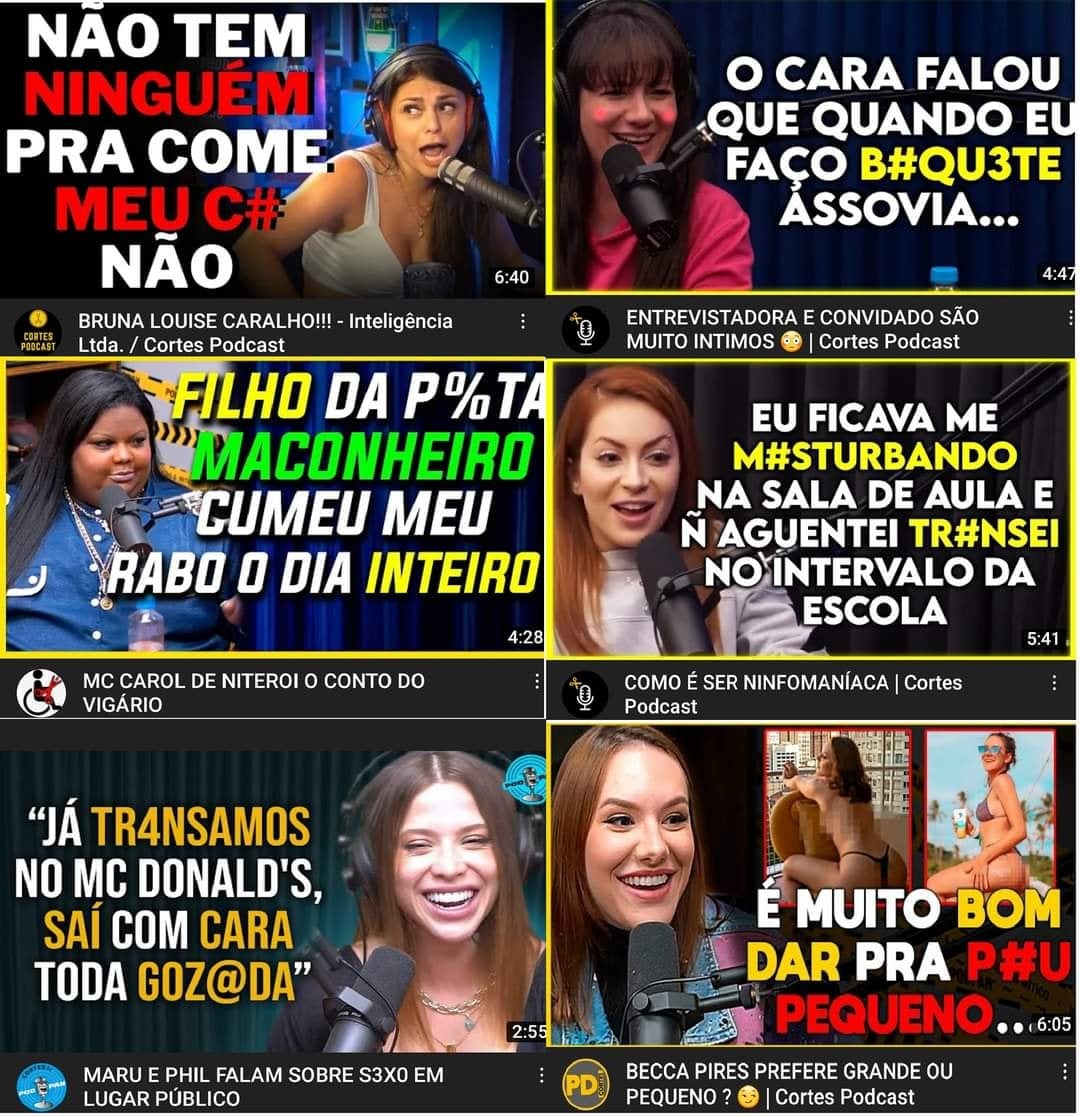 NÃO TEM
NINGUÉM
PRA COME
MEU C#
NÃO
6:40
CORTES
PODCAST
BRUNA LOUISE CARALHO!!! - Inteligência
Ltda. / Cortes Podcast
O CARA FALOU
QUE QUANDO EU
FAÇO B#QU3TE
ASSOVIA...
4:47
ENTREVISTADORA E CONVIDADO SÃO
MUITO INTIMOS 😳 | Cortes Podcast
FILHO DA P%TA
MACONHEIRO
CUMEU MEU
RABO O DIA INTEIRO
4:28
MC CAROL DE NITEROI O CONTO DO
VIGÁRIO
EU FICAVA ME
M#STURBANDO
NA SALA DE AULA E
Ñ AGUENTEI TR#NSEI
NO INTERVALO DA
ESCOLA
5:41
COMO É SER NINFOMANÍACA | Cortes
Podcast
“JÁ TR4NSAMOS
NO MC DONALD'S,
SAÍ COM CARA
TODA GOZ@DA”
2:55
POD PAH
MARU E PHIL FALAM SOBRE S3X0 EM
LUGAR PÚBLICO
É MUITO BOM
DAR PRA P#U
PEQUENO...
6:05
PD
CORTES
BECCA PIRES PREFERE GRANDE OU
PEQUENO ? 😏 | Cortes Podcast